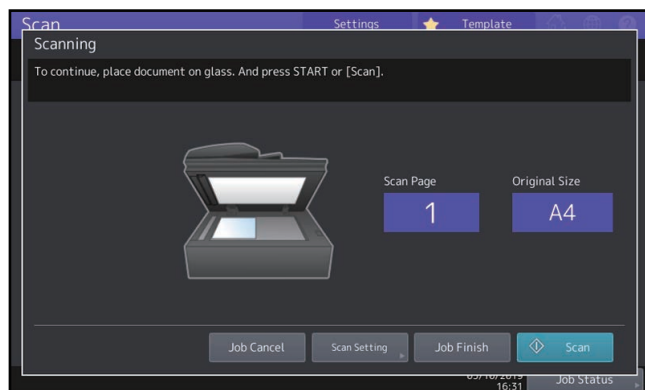 Scan
Settings
Template
Scanning
To continue, place document on glass. And press START or [Scan].
Scan Page
Original Size
1
A4
Job Cancel
Scan Setting
Job Finish
Scan
16:31
Job Status